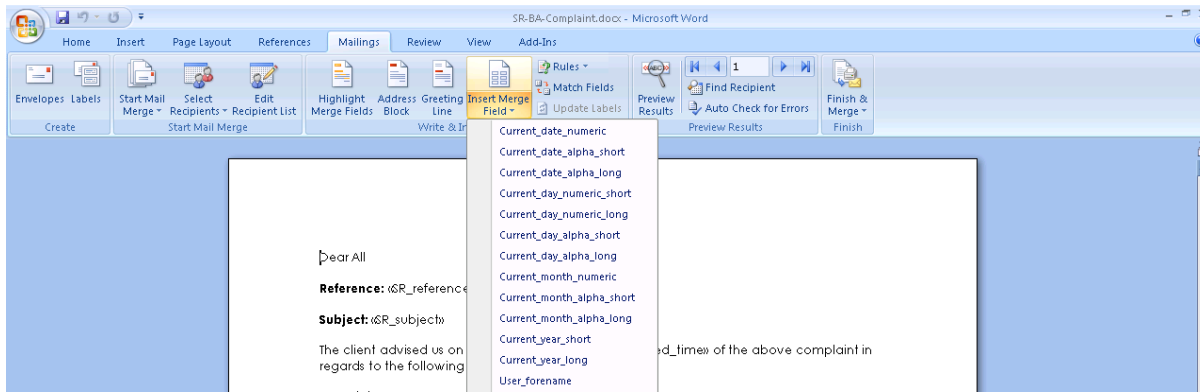 SR-BA-Complaint.docx - Microsoft Word
Home Insert Page Layout References Mailings Review View Add-Ins
Envelopes Labels
Create
Start Mail Merge
Select Recipients
Edit Recipient List
Start Mail Merge
Highlight Merge Fields
Address Block
Greeting Line
Insert Merge Field
Rules
Match Fields
Update Labels
Write & In
«ABC»
Preview Results
1
Find Recipient
Auto Check for Errors
Preview Results
Finish & Merge
Finish
Current_date_numeric
Current_date_alpha_short
Current_date_alpha_long
Current_day_numeric_short
Current_day_numeric_long
Current_day_alpha_short
Current_day_alpha_long
Current_month_numeric
Current_month_alpha_short
Current_month_alpha_long
Current_year_short
Current_year_long
User_forename
Dear All
Reference: «SR_reference
Subject: «SR_subject»
The client advised us on ed_time» of the above complaint in
regards to the following